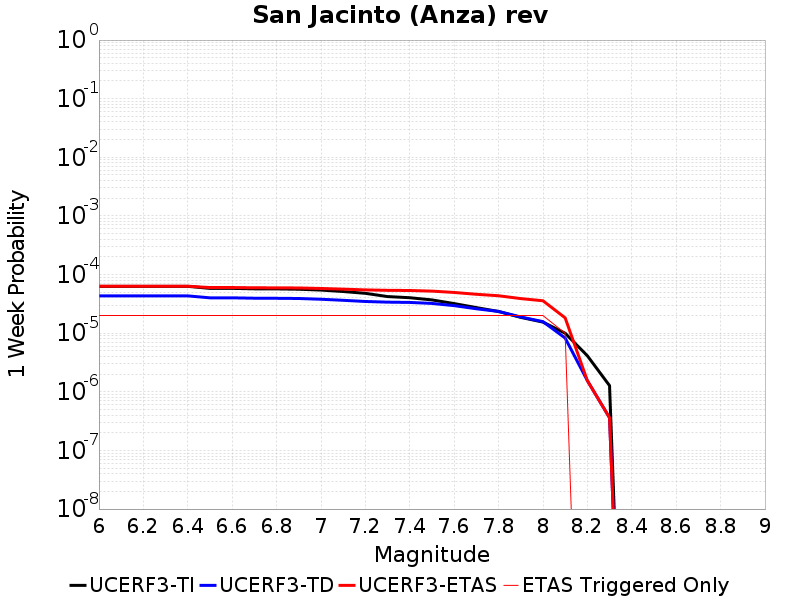 San Jacinto (Anza) rev
1 Week Probability
10^0
10^-1
10^-2
10^-3
10^-4
10^-5
10^-6
10^-7
10^-8
6 6.2 6.4 6.6 6.8 7 7.2 7.4 7.6 7.8 8 8.2 8.4 8.6 8.8 9
Magnitude
UCERF3-TI UCERF3-TD UCERF3-ETAS ETAS Triggered Only